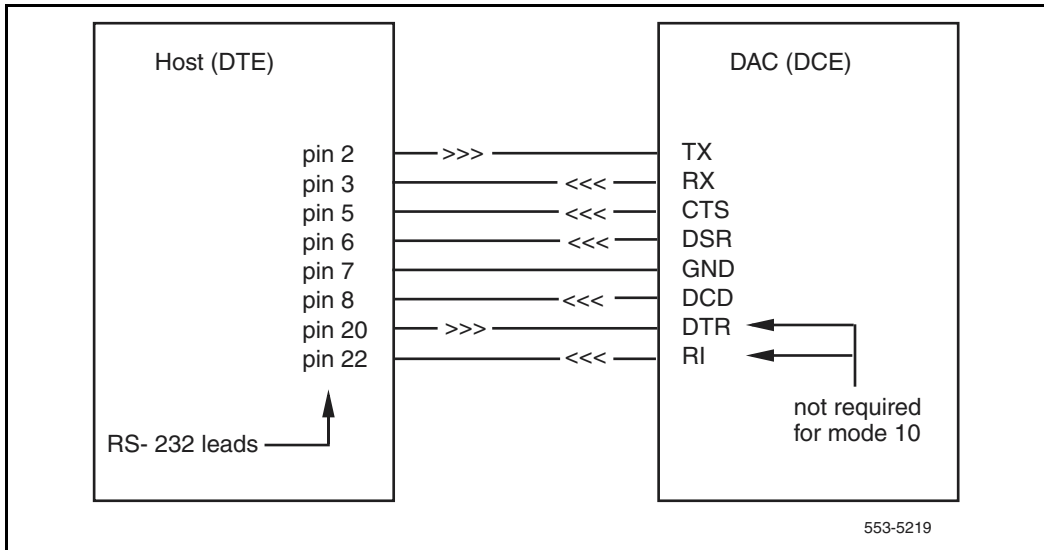 Host (DTE)
DAC (DCE)
pin 2 >>> TX
pin 3 <<< RX
pin 5 <<< CTS
pin 6 <<< DSR
pin 7 GND
pin 8 <<< DCD
pin 20 >>> DTR
pin 22 <<< RI
RS- 232 leads
not required
for mode 10
553-5219